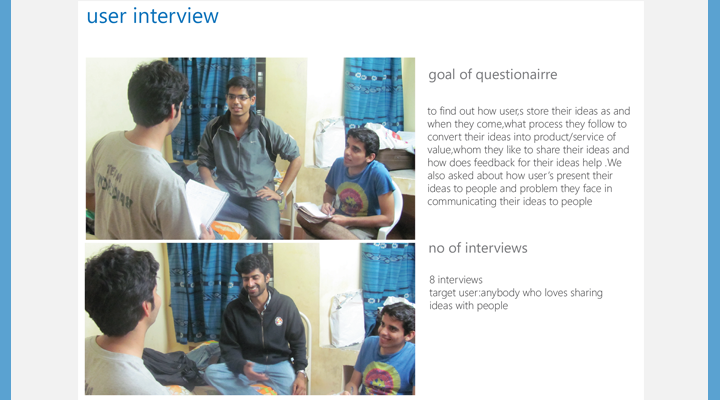 user interview
goal of questionairre
to find out how user,s store their ideas as and
when they come,what process they follow to
convert their ideas into product/service of
value,whom they like to share their ideas and
how does feedback for their ideas help .We
also asked about how user's present their
ideas to people and problem they face in
communicating their ideas to people
no of interviews
8 interviews
target user:anybody who loves sharing
ideas with people